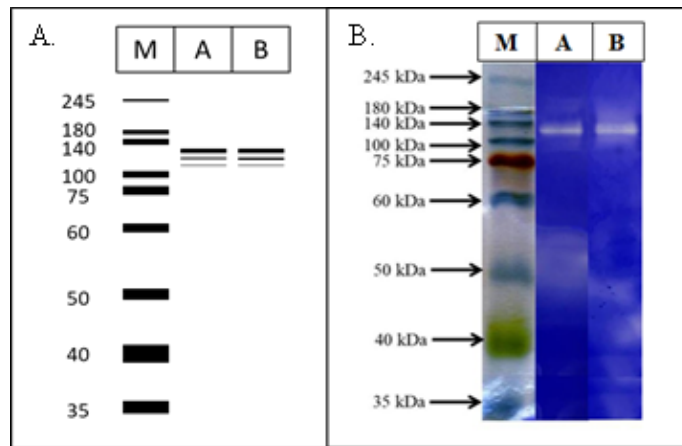 A.
M A B
245
180
140
100
75
60
50
40
35
B.
M A B
245 kDa
180 kDa
140 kDa
100 kDa
75 kDa
60 kDa
50 kDa
40 kDa
35 kDa